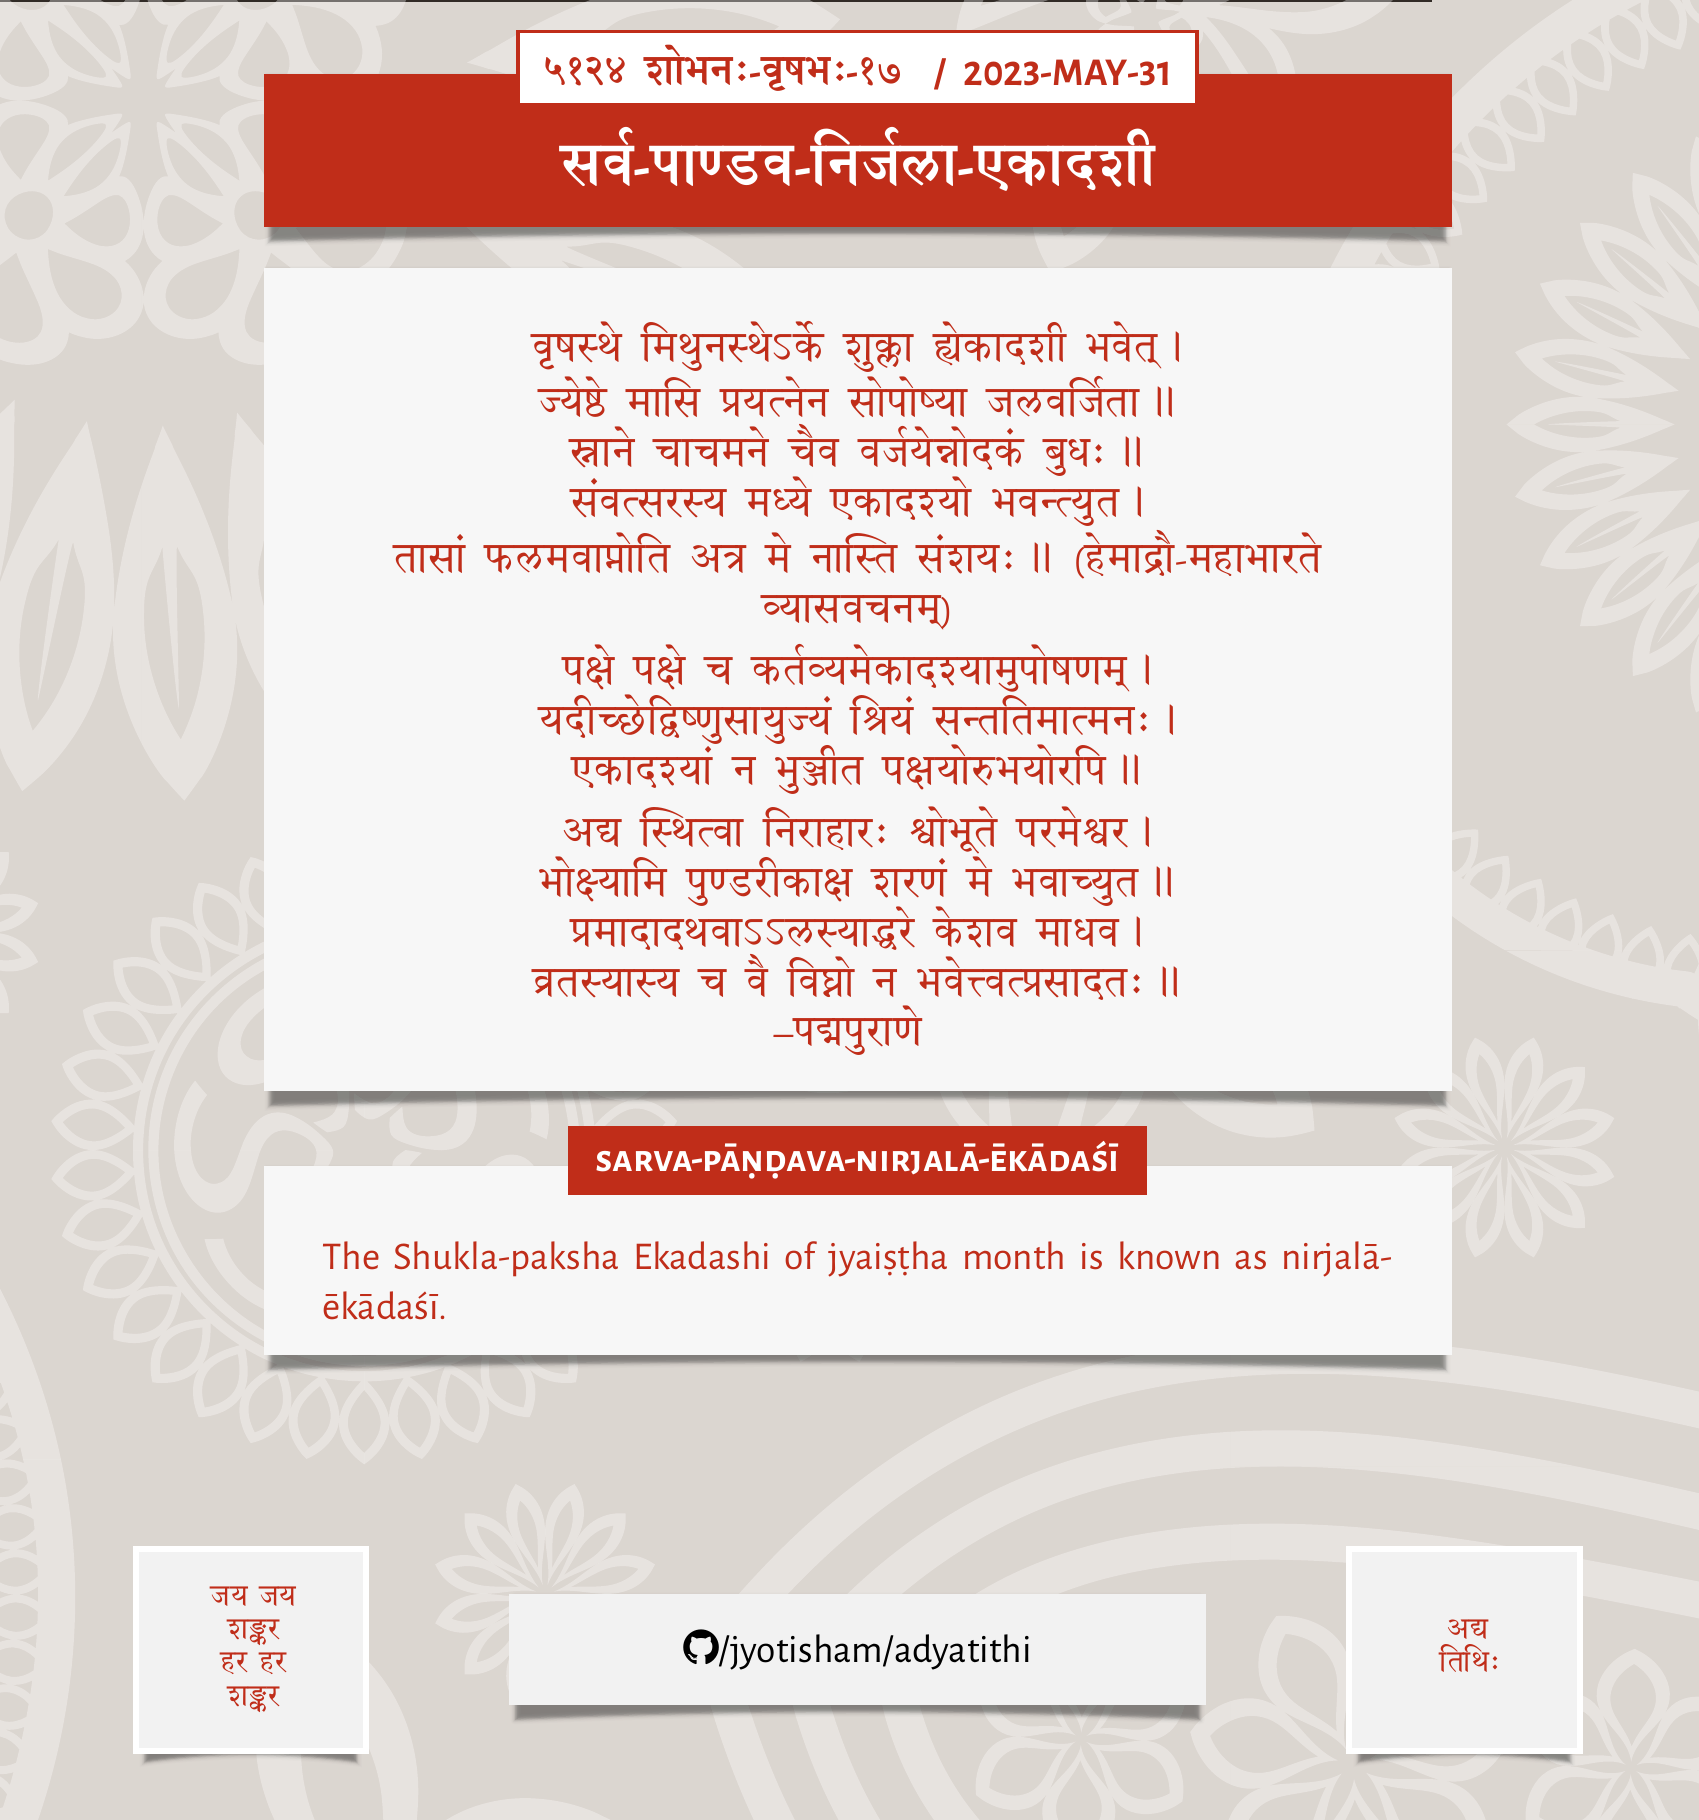 ५१२४ शोभनः-वृषभः-१७ / 2023-MAY-31
सर्व-पाण्डव-निर्जला-एकादशी
वृषस्थे मिथुनस्थेऽर्के शुक्ला ह्येकादशी भवेत्।
ज्येष्ठे मासि प्रयत्नेन सोपोष्या जलवर्जिता॥
स्नाने चाचमने चैव वर्जयेन्नोदकं बुधः॥
संवत्सरस्य मध्ये एकादश्यो भवन्त्युत।
तासां फलमवाप्नोति अत्र मे नास्ति संशयः॥ (हेमाद्रौ-महाभारते
व्यासवचनम्)
पक्षे पक्षे च कर्तव्यमेकादश्यामुपोषणम्।
यदीच्छेद्विष्णुसायुज्यं श्रियं सन्ततिमात्मनः।
एकादश्यां न भुञ्जीत पक्षयोरुभयोरपि॥
अद्य स्थित्वा निराहारः श्वोभूते परमेश्वर।
भोक्ष्यामि पुण्डरीकाक्ष शरणं मे भवाच्युत॥
प्रमादादथवाऽऽलस्याद्धरे केशव माधव।
व्रतस्यास्य च वै विघ्नो न भवेत्त्वत्प्रसादतः॥
–पद्मपुराणे
SARVA-PĀṆḌAVA-NIRJALĀ-ĒKĀDAŚĪ
The Shukla-paksha Ekadashi of jyaiṣṭha month is known as nirjalā-
ēkādaśī.
जय जय
शङ्कर
हर हर
शङ्कर
/jyotisham/adyatithi
अद्य
तिथिः